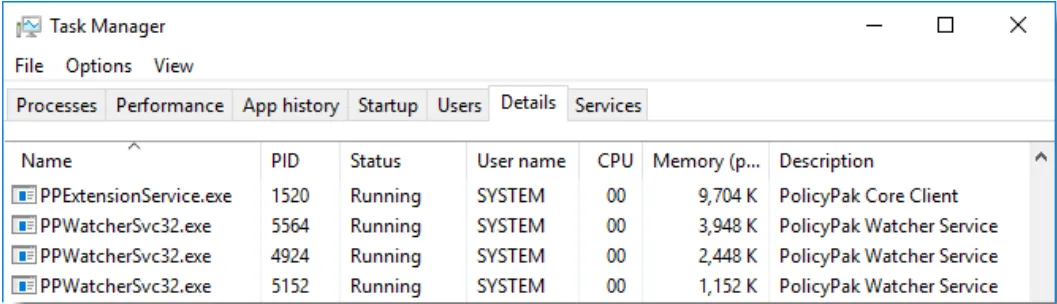 Task Manager
File Options View
Processes Performance App history Startup Users Details Services
Name PID Status User name CPU Memory (p... Description
PPExtensionService.exe 1520 Running SYSTEM 00 9,704 K PolicyPak Core Client
PPWatcherSvc32.exe 5564 Running SYSTEM 00 3,948 K PolicyPak Watcher Service
PPWatcherSvc32.exe 4924 Running SYSTEM 00 2,448 K PolicyPak Watcher Service
PPWatcherSvc32.exe 5152 Running SYSTEM 00 1,152 K PolicyPak Watcher Service